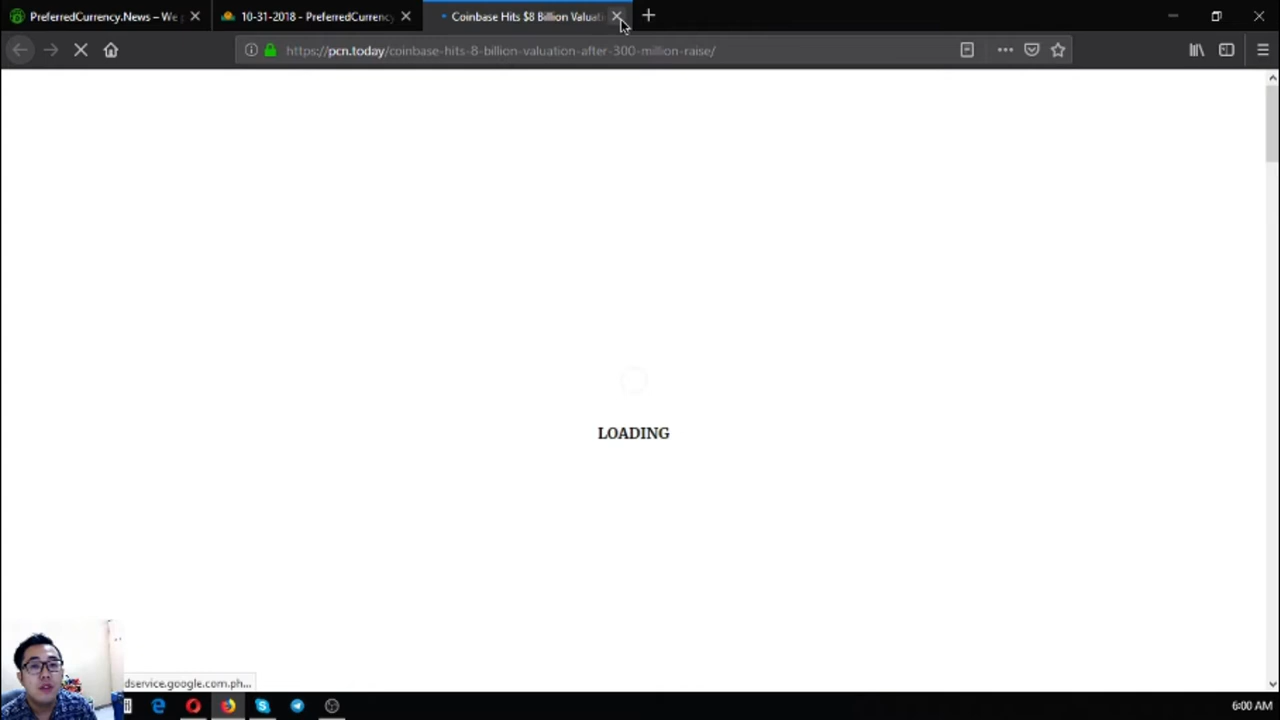 PreferredCurrency.News – We p
10-31-2018 - PreferredCurrency
Coinbase Hits $8 Billion Valuati
https://pcn.today/coinbase-hits-8-billion-valuation-after-300-million-raise/
LOADING
dservice.google.com.ph...
6:00 AM